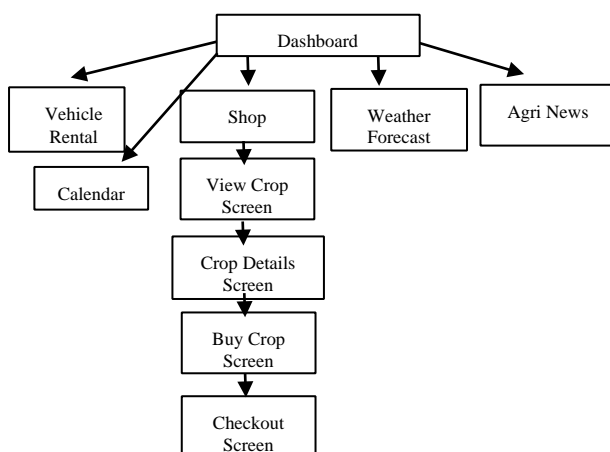 Dashboard
Vehicle
Rental
Shop
Weather
Forecast
Agri News
Calendar
View Crop
Screen
Crop Details
Screen
Buy Crop
Screen
Checkout
Screen